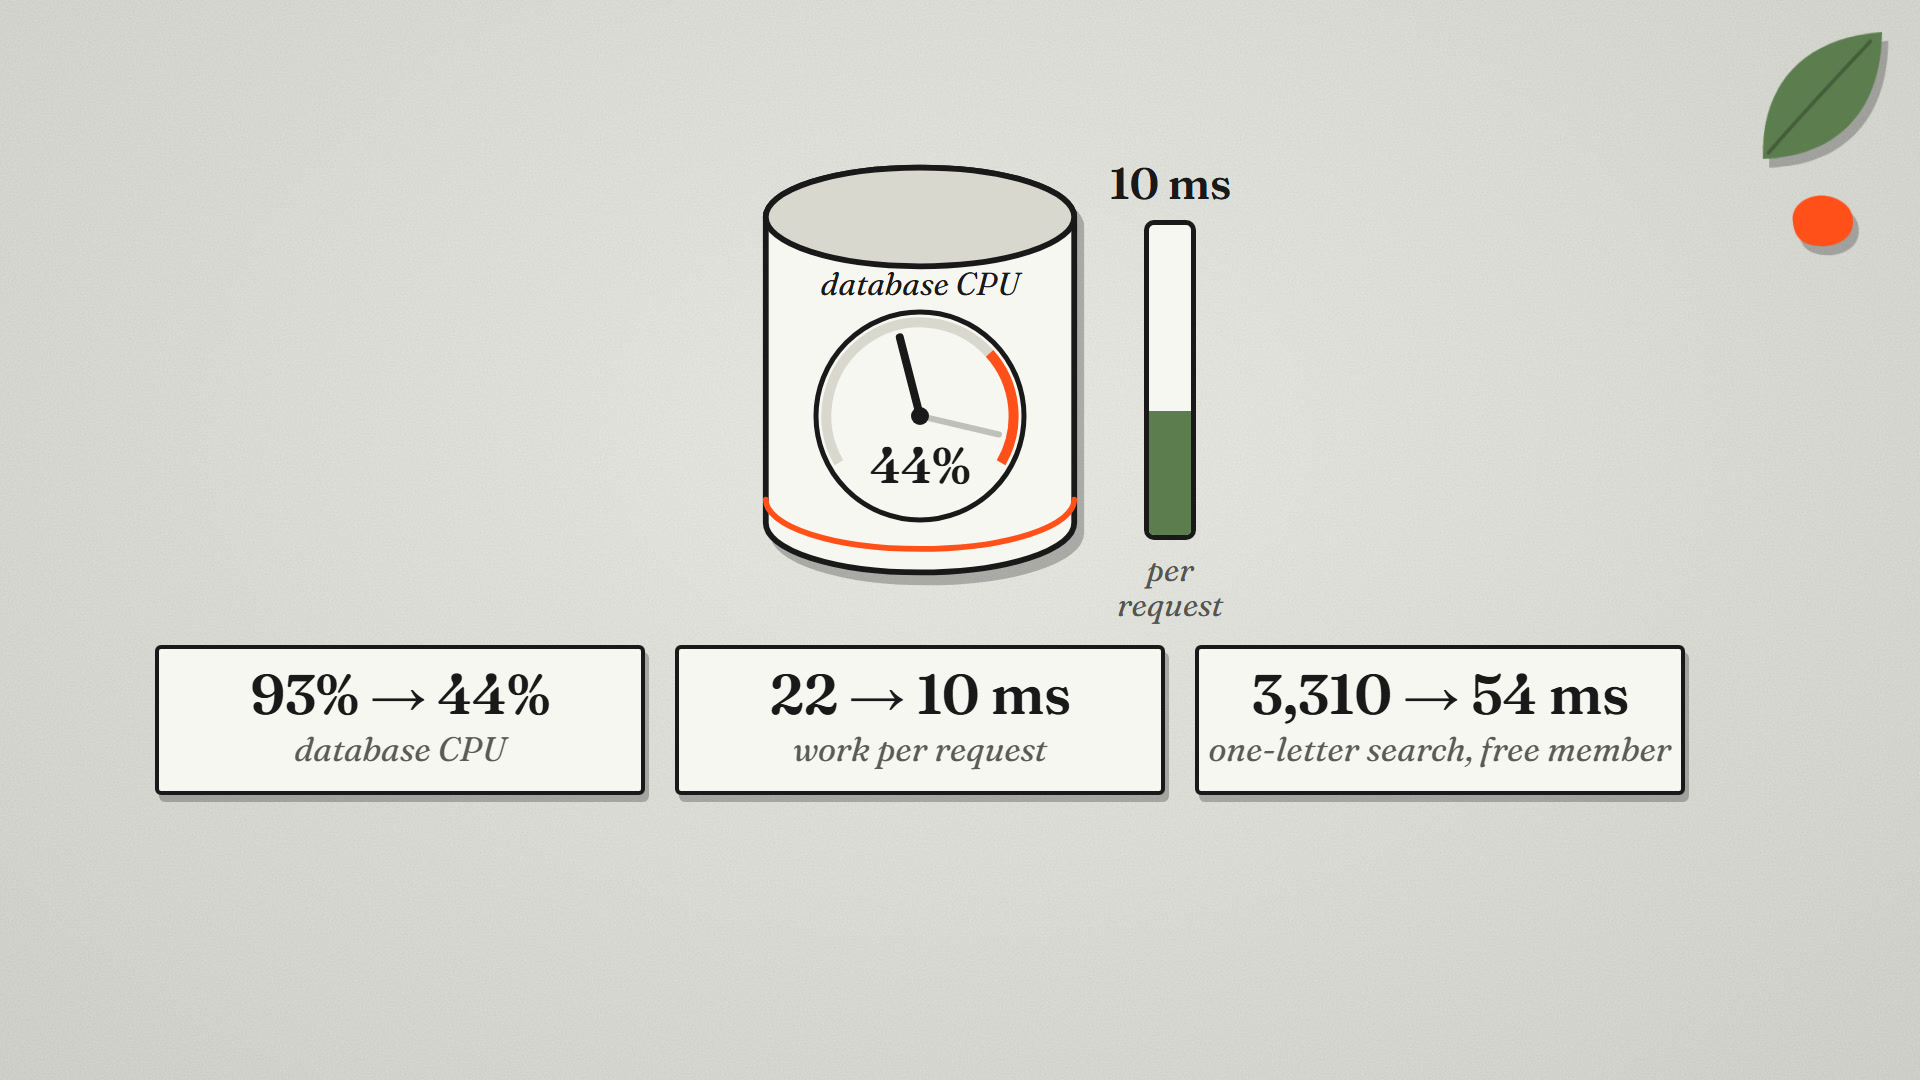 10 ms
database CPU
44%
per
request
93% → 44%
database CPU
22 → 10 ms
work per request
3,310 → 54 ms
one-letter search, free member